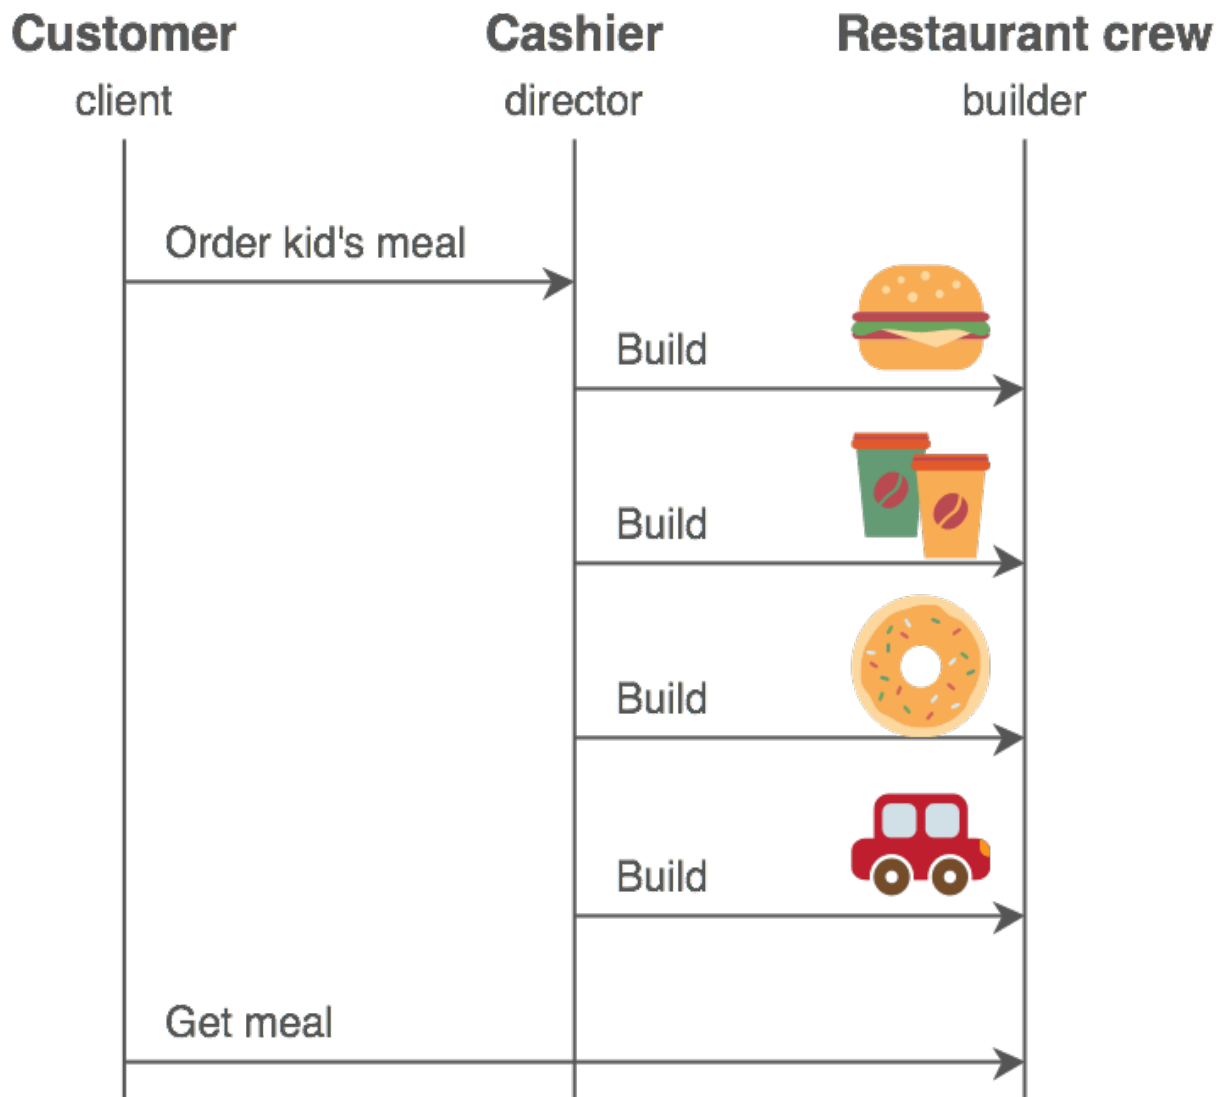 Customer Cashier Restaurant crew
client director builder
Order kid's meal
Build
Build
Build
Build
Get meal